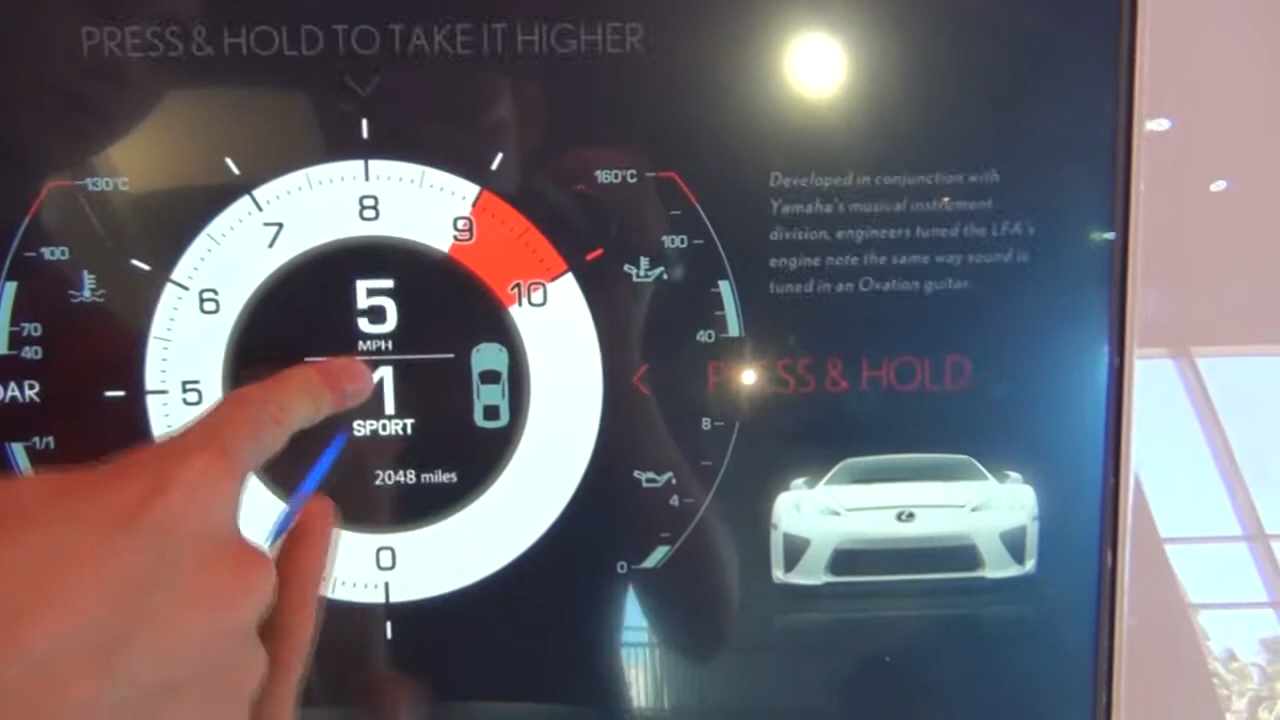 PRESS & HOLD TO TAKE IT HIGHER
130°C
100
70
40
OAR
1/1
5
6
7
8
9
10
0
5
MPH
1
SPORT
2048 miles
160°C
100
40
8
4
0
Developed in conjunction with
Yamaha's musical instrument
division, engineers tuned the LFA's
engine note the same way sound is
tuned in an Ovation guitar.
PRESS & HOLD